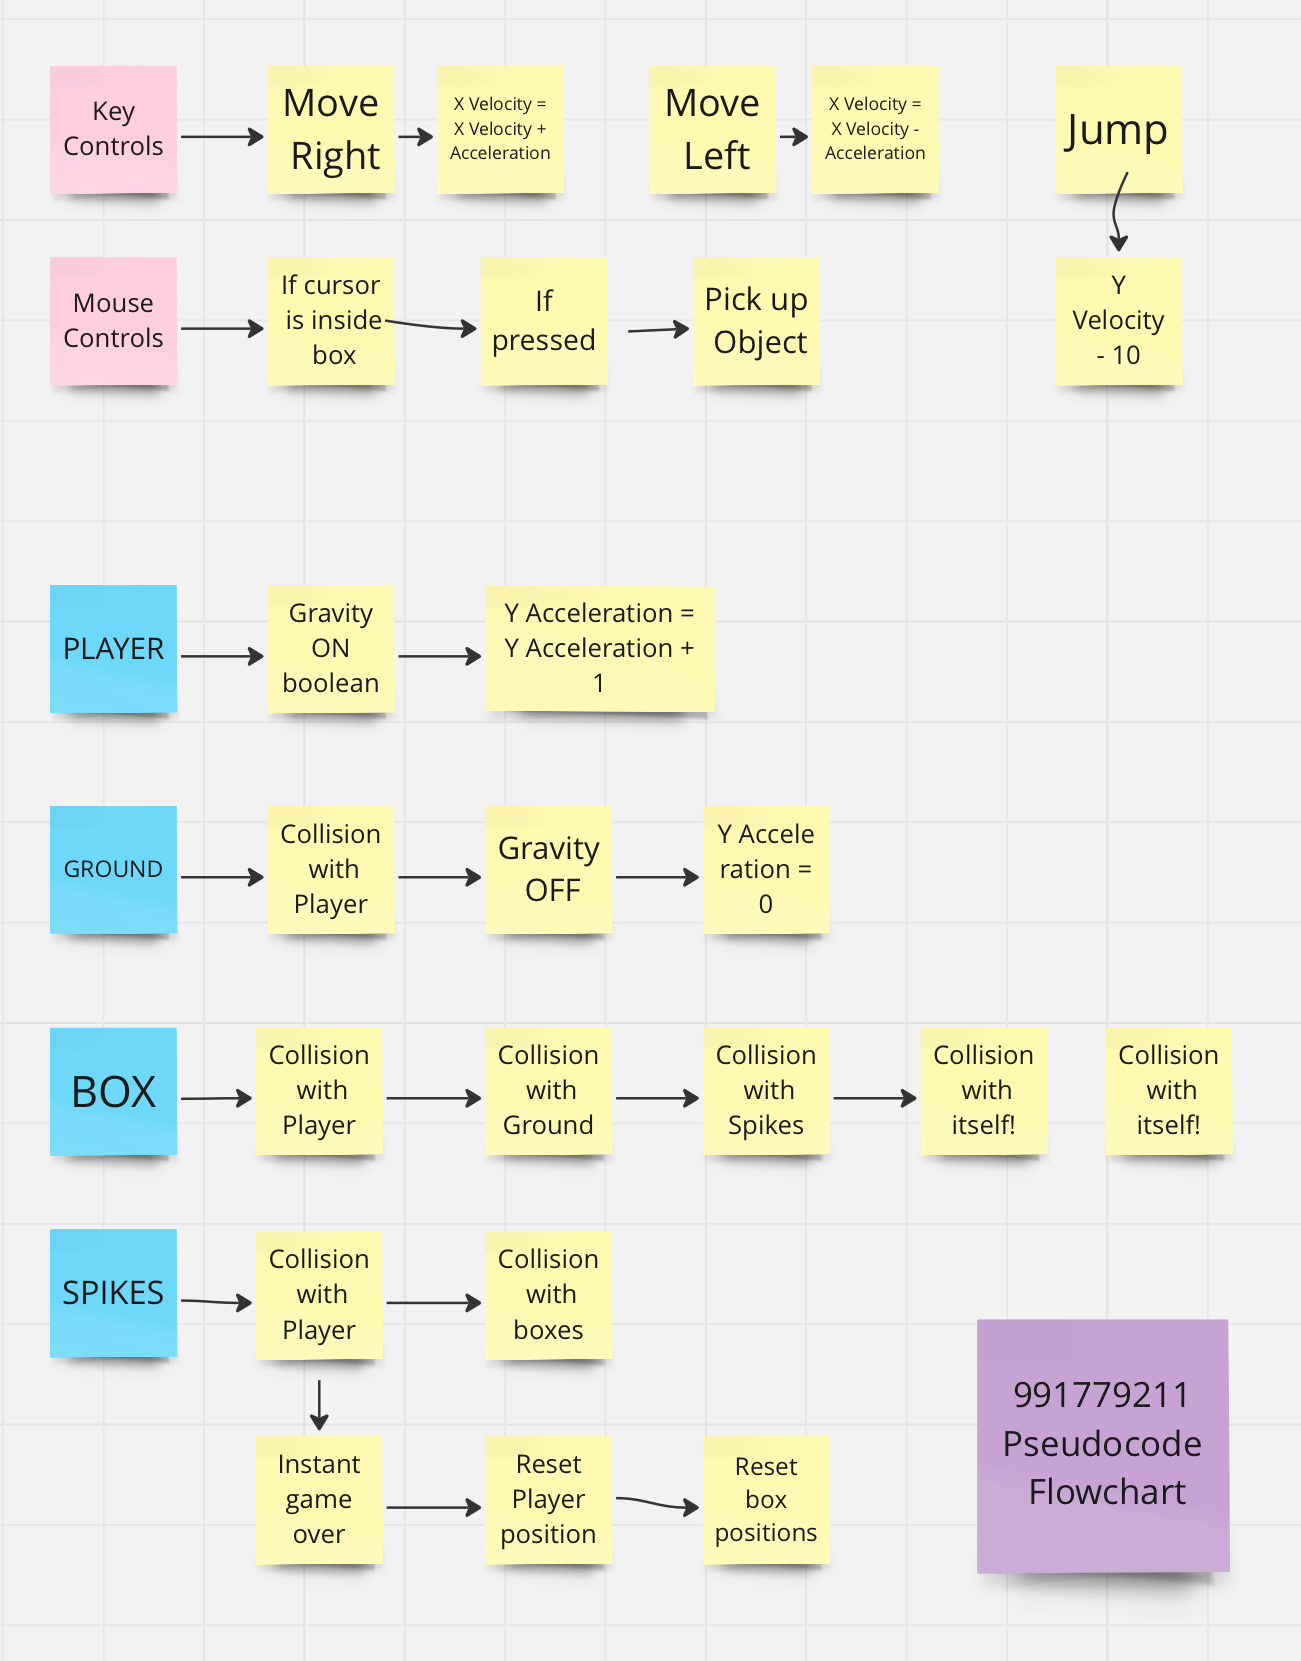 Key
Controls
Move
Right
X Velocity =
X Velocity +
Acceleration
Move
Left
X Velocity =
X Velocity -
Acceleration
Jump
Mouse
Controls
If cursor
is inside
box
If
pressed
Pick up
Object
Y
Velocity
- 10
PLAYER
Gravity
ON
boolean
Y Acceleration =
Y Acceleration +
1
GROUND
Collision
with
Player
Gravity
OFF
Y Accele
ration =
0
BOX
Collision
with
Player
Collision
with
Ground
Collision
with
Spikes
Collision
with
itself!
Collision
with
itself!
SPIKES
Collision
with
Player
Collision
with
boxes
Instant
game
over
Reset
Player
position
Reset
box
positions
991779211
Pseudocode
Flowchart